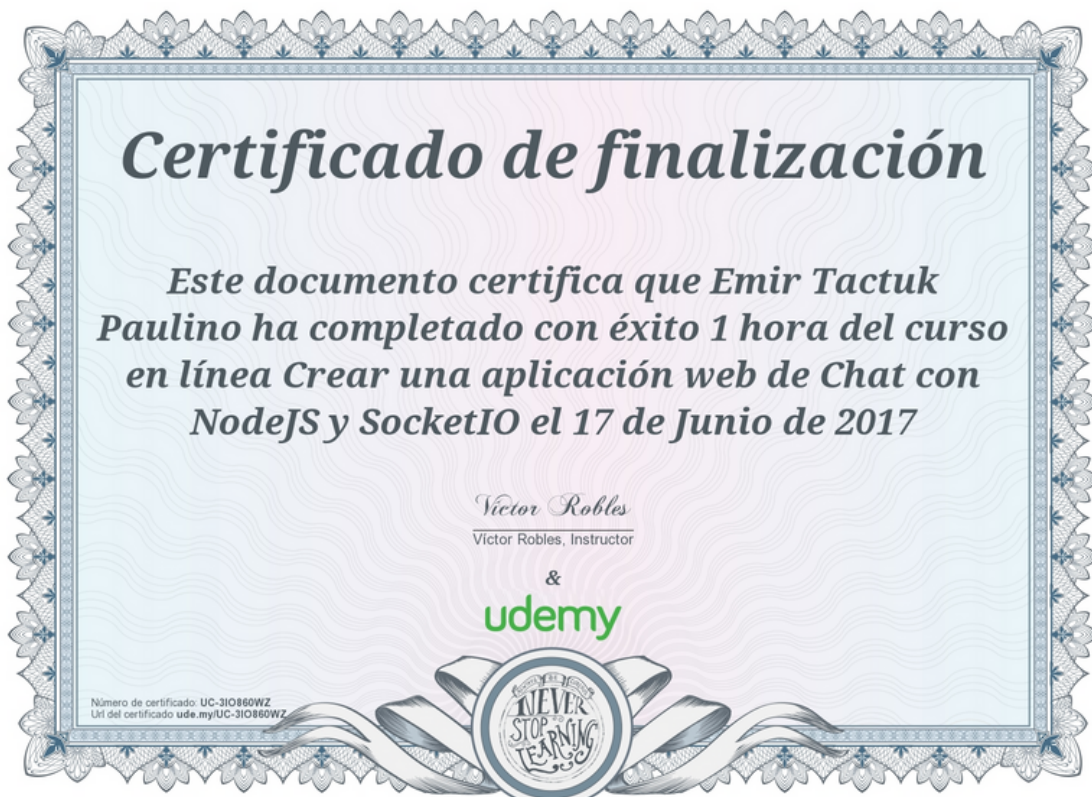 Certificado de finalización
Este documento certifica que Emir Tactuk
Paulino ha completado con éxito 1 hora del curso
en línea Crear una aplicación web de Chat con
NodeJS y SocketIO el 17 de Junio de 2017
Víctor Robles
Víctor Robles, Instructor
&
udemy
Número de certificado: UC-3IO860WZ
Url del certificado ude.my/UC-3IO860WZ
NEVER
STOP
LEARNING